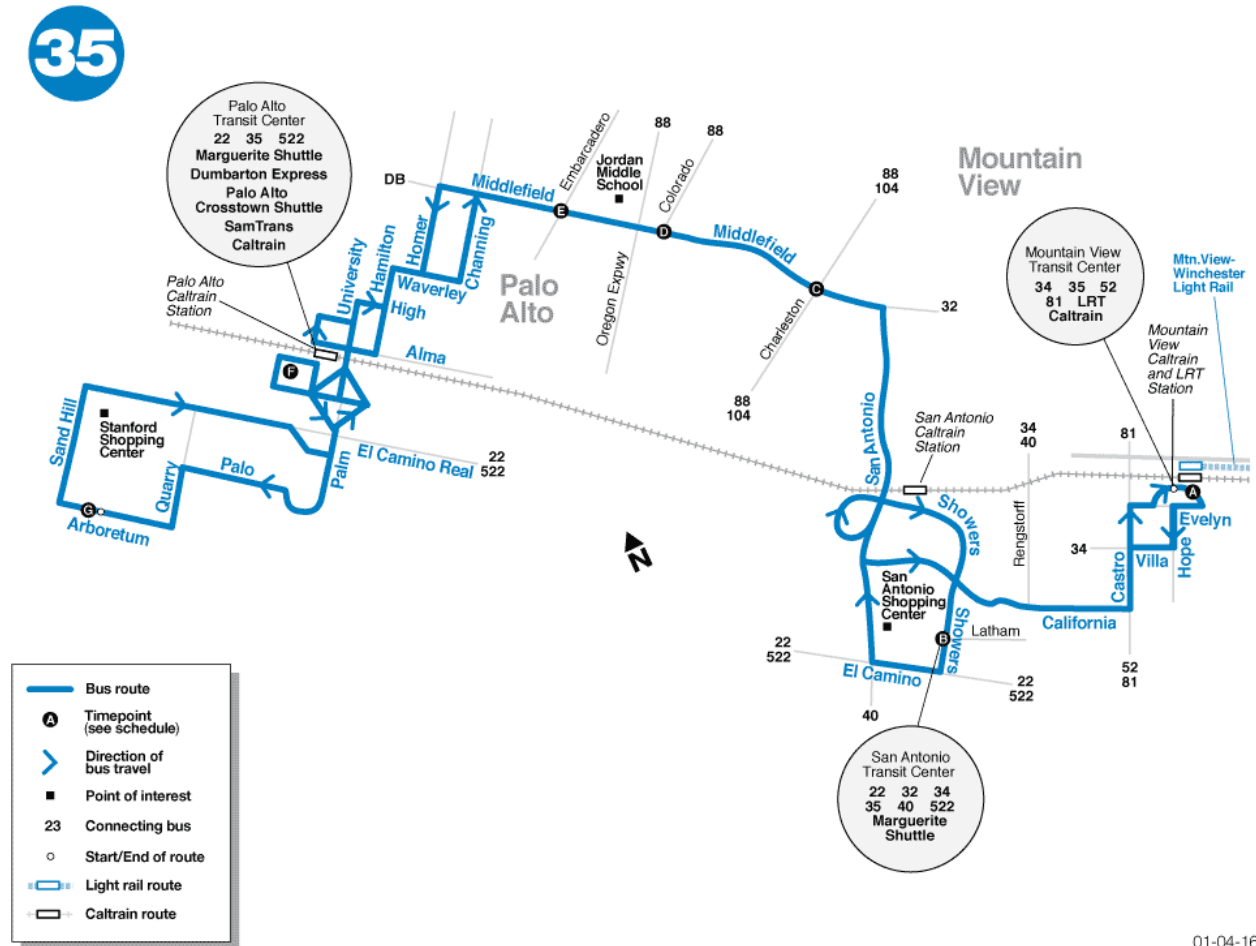 35
Palo Alto
Transit Center
22 35 522
Marguerite Shuttle
Dumbarton Express
Palo Alto
Crosstown Shuttle
SamTrans
Caltrain
DB
Middlefield
Embarcadero
Jordan
Middle
School
88
Colorado
88
Mountain
View
88
104
Middlefield
Homer
Channing
Hamilton
University
Waverley
High
Palo
Alto
Oregon Expwy
Charleston
C
D
E
32
Mountain View
Transit Center
34 35 52
81 LRT
Caltrain
Mtn.View-
Winchester
Light Rail
Mountain
View
Caltrain
and LRT
Station
Palo Alto
Caltrain
Station
Alma
F
88
104
Sand Hill
Stanford
Shopping
Center
Palo
Quarry
Palm
El Camino Real
22
522
G
Arboretum
San Antonio
San Antonio
Caltrain
Station
34
40
81
Showers
Rengstorff
A
Evelyn
34
Villa
Hope
Castro
N
San
Antonio
Shopping
Center
Showers
B
Latham
California
22
522
El Camino
22
522
40
52
81
San Antonio
Transit Center
22 32 34
35 40 522
Marguerite
Shuttle
Bus route
A
Timepoint
(see schedule)
Direction of
bus travel
Point of interest
23
Connecting bus
Start/End of route
Light rail route
Caltrain route
01-04-16